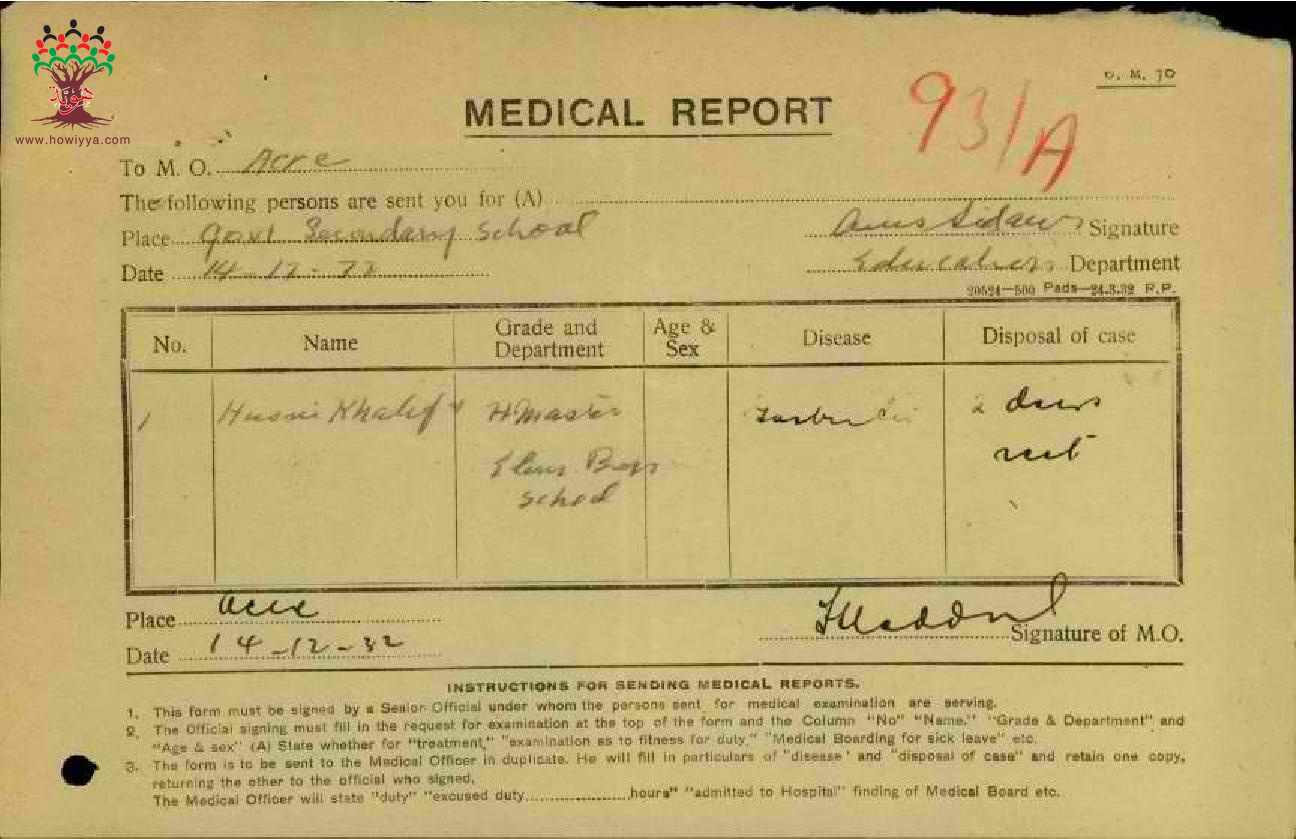 www.howiyya.com
D. M. 70
MEDICAL REPORT
93/A
To M. O. Acre
The following persons are sent you for (A)
Place Govt Secondary School
Signature
Date 14-12-32
Education Department
20524—500 Pads—24.3.32 R.P.
No. Name Grade and Department Age & Sex Disease Disposal of case
1 Husni Khalif H Master 2 days
Elem. Boys rest
School
Place Acre
Signature of M.O.
Date 14-12-32
INSTRUCTIONS FOR SENDING MEDICAL REPORTS.
1. This form must be signed by a Senior Official under whom the persons sent for medical examination are serving.
2. The Official signing must fill in the request for examination at the top of the form and the Column "No" "Name." "Grade & Department" and
"Age & sex" (A) State whether for "treatment," "examination as to fitness for duty," "Medical Boarding for sick leave" etc.
3. The form is to be sent to the Medical Officer in duplicate. He will fill in particulars of "disease' and "disposal of case" and retain one copy,
returning the other to the official who signed.
The Medical Officer will state "duty" "excused duty....................hours" "admitted to Hospital" finding of Medical Board etc.